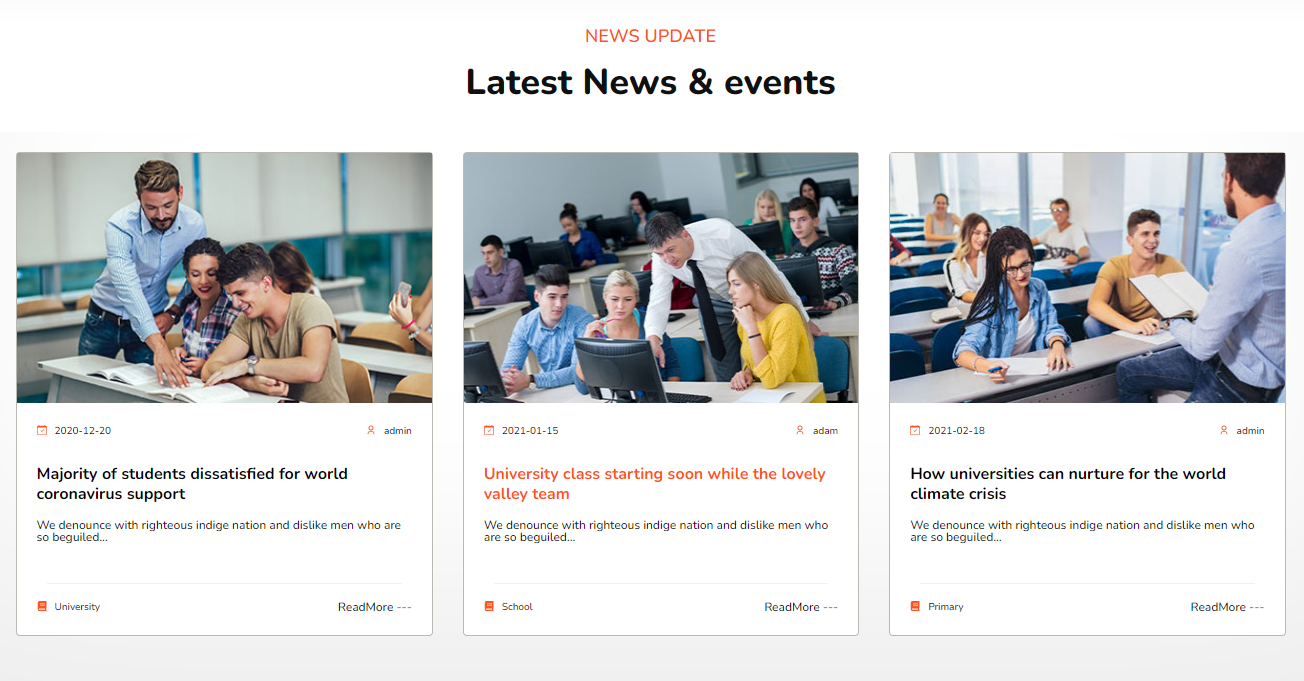 NEWS UPDATE
Latest News & events
2020-12-20 admin
Majority of students dissatisfied for world
coronavirus support
We denounce with righteous indige nation and dislike men who are
so beguiled...
University ReadMore ---
2021-01-15 adam
University class starting soon while the lovely
valley team
We denounce with righteous indige nation and dislike men who
are so beguiled...
School ReadMore ---
2021-02-18 admin
How universities can nurture for the world
climate crisis
We denounce with righteous indige nation and dislike men who
are so beguiled...
Primary ReadMore ---